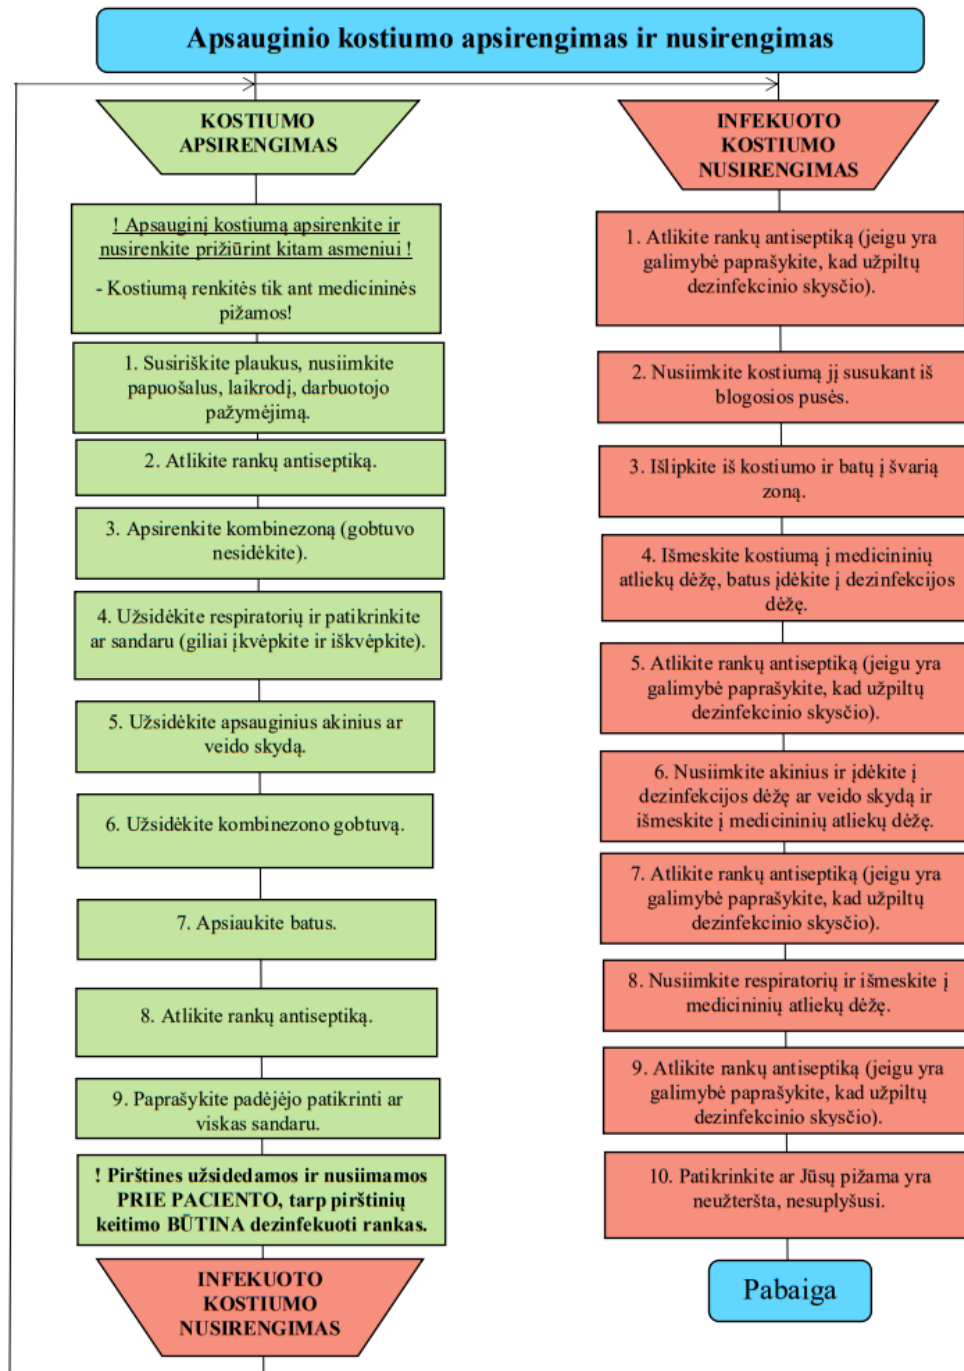 Apsauginio kostiumo apsirengimas ir nusirengimas
KOSTIUMO
APSIRENGIMAS
! Apsauginį kostiumą apsirenkite ir
nusirenkite prižiūrint kitam asmeniui !
- Kostiumą renkitės tik ant medicininės
pižamos!
1. Susiriškite plaukus, nusiimkite
papuošalus, laikrodį, darbuotojo
pažymėjimą.
2. Atlikite rankų antiseptiką.
3. Apsirenkite kombinezoną (gobtuvo
nesidėkite).
4. Užsidėkite respiratorių ir patikrinkite
ar sandaru (giliai įkvėpkite ir iškvėpkite).
5. Užsidėkite apsauginius akinius ar
veido skydą.
6. Užsidėkite kombinezono gobtuvą.
7. Apsiaukite batus.
8. Atlikite rankų antiseptiką.
9. Paprašykite padėjėjo patikrinti ar
viskas sandaru.
! Pirštines užsidedamos ir nusiimamos
PRIE PACIENTO, tarp pirštinių
keitimo BŪTINA dezinfekuoti rankas.
INFEKUOTO
KOSTIUMO
NUSIRENGIMAS
INFEKUOTO
KOSTIUMO
NUSIRENGIMAS
1. Atlikite rankų antiseptiką (jeigu yra
galimybė paprašykite, kad užpiltų
dezinfekcinio skysčio).
2. Nusiimkite kostiumą jį susukant iš
blogosios pusės.
3. Išlipkite iš kostiumo ir batų į švarią
zoną.
4. Išmeskite kostiumą į medicininių
atliekų dėžę, batus įdėkite į dezinfekcijos
dėžę.
5. Atlikite rankų antiseptiką (jeigu yra
galimybė paprašykite, kad užpiltų
dezinfekcinio skysčio).
6. Nusiimkite akinius ir įdėkite į
dezinfekcijos dėžę ar veido skydą ir
išmeskite į medicininių atliekų dėžę.
7. Atlikite rankų antiseptiką (jeigu yra
galimybė paprašykite, kad užpiltų
dezinfekcinio skysčio).
8. Nusiimkite respiratorių ir išmeskite į
medicininių atliekų dėžę.
9. Atlikite rankų antiseptiką (jeigu yra
galimybę paprašykite, kad užpiltų
dezinfekcinio skysčio).
10. Patikrinkite ar Jūsų pižama yra
neužteršta, nesuplyšusi.
Pabaiga